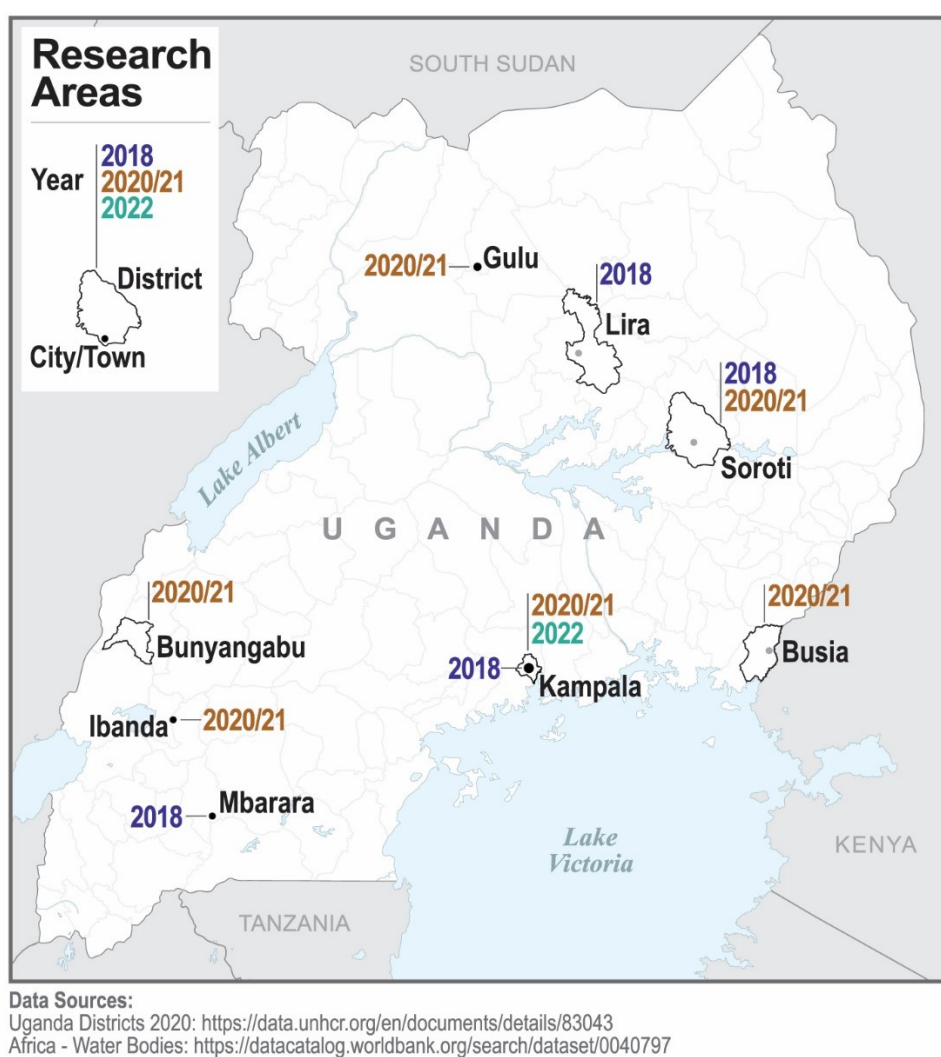 Research
Areas
Year
2018
2020/21
2022
District
City/Town
SOUTH SUDAN
2020/21
Gulu
2018
Lira
2018
2020/21
Soroti
Lake Albert
UGANDA
2020/21
Bunyangabu
2020/21
2022
2018
Kampala
2020/21
Busia
Ibanda
2020/21
2018
Mbarara
Lake
Victoria
KENYA
TANZANIA
Data Sources:
Uganda Districts 2020: https://data.unhcr.org/en/documents/details/83043
Africa - Water Bodies: https://datacatalog.worldbank.org/search/dataset/0040797